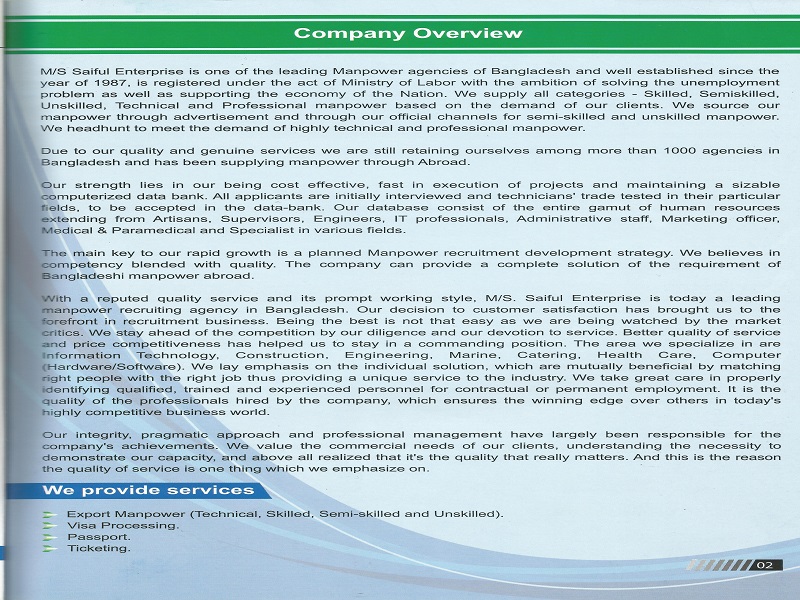 Company Overview
M/S Saiful Enterprise is one of the leading Manpower agencies of Bangladesh and well established since the
year of 1987, is registered under the act of Ministry of Labor with the ambition of solving the unemployment
problem as well as supporting the economy of the Nation. We supply all categories - Skilled, Semiskilled,
Unskilled, Technical and Professional manpower based on the demand of our clients. We source our
manpower through advertisement and through our official channels for semi-skilled and unskilled manpower.
We headhunt to meet the demand of highly technical and professional manpower.
Due to our quality and genuine services we are still retaining ourselves among more than 1000 agencies in
Bangladesh and has been supplying manpower through Abroad.
Our strength lies in our being cost effective, fast in execution of projects and maintaining a sizable
computerized data bank. All applicants are initially interviewed and technicians' trade tested in their particular
fields, to be accepted in the data-bank. Our database consist of the entire gamut of human resources
extending from Artisans, Supervisors, Engineers, IT professionals, Administrative staff, Marketing officer,
Medical & Paramedical and Specialist in various fields.
The main key to our rapid growth is a planned Manpower recruitment development strategy. We believes in
competency blended with quality. The company can provide a complete solution of the requirement of
Bangladeshi manpower abroad.
With a reputed quality service and its prompt working style, M/S. Saiful Enterprise is today a leading
manpower recruiting agency in Bangladesh. Our decision to customer satisfaction has brought us to the
forefront in recruitment business. Being the best is not that easy as we are being watched by the market
critics. We stay ahead of the competition by our diligence and our devotion to service. Better quality of service
and price competitiveness has helped us to stay in a commanding position. The area we specialize in are
Information Technology, Construction, Engineering, Marine, Catering, Health Care, Computer
(Hardware/Software). We lay emphasis on the individual solution, which are mutually beneficial by matching
right people with the right job thus providing a unique service to the industry. We take great care in properly
identifying qualified, trained and experienced personnel for contractual or permanent employment. It is the
quality of the professionals hired by the company, which ensures the winning edge over others in today's
highly competitive business world.
Our integrity, pragmatic approach and professional management have largely been responsible for the
company's achievements. We value the commercial needs of our clients, understanding the necessity to
demonstrate our capacity, and above all realized that it's the quality that really matters. And this is the reason
the quality of service is one thing which we emphasize on.
We provide services
Export Manpower (Technical, Skilled, Semi-skilled and Unskilled).
Visa Processing.
Passport.
Ticketing.
02